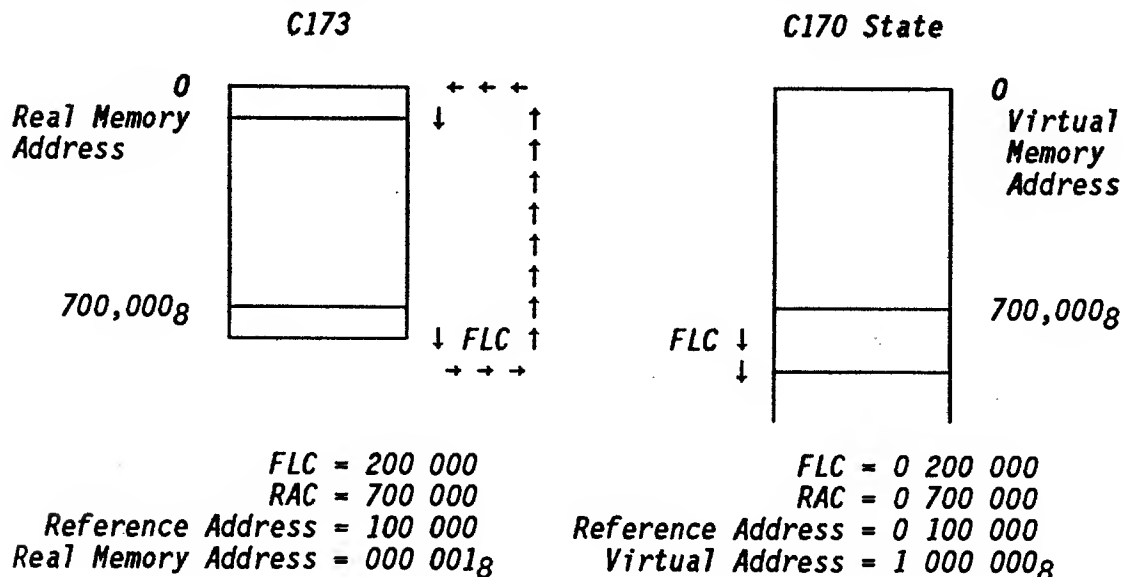 C173
0
Real Memory
Address
← ← ←
↓ ↑
↑
↑
↑
↑
↑
↑
700,0008
↓ FLC ↑
→ → →
FLC = 200 000
RAC = 700 000
Reference Address = 100 000
Real Memory Address = 000 0018
C170 State
0
Virtual
Memory
Address
700,0008
FLC ↓
↓
FLC = 0 200 000
RAC = 0 700 000
Reference Address = 0 100 000
Virtual Address = 1 000 0008